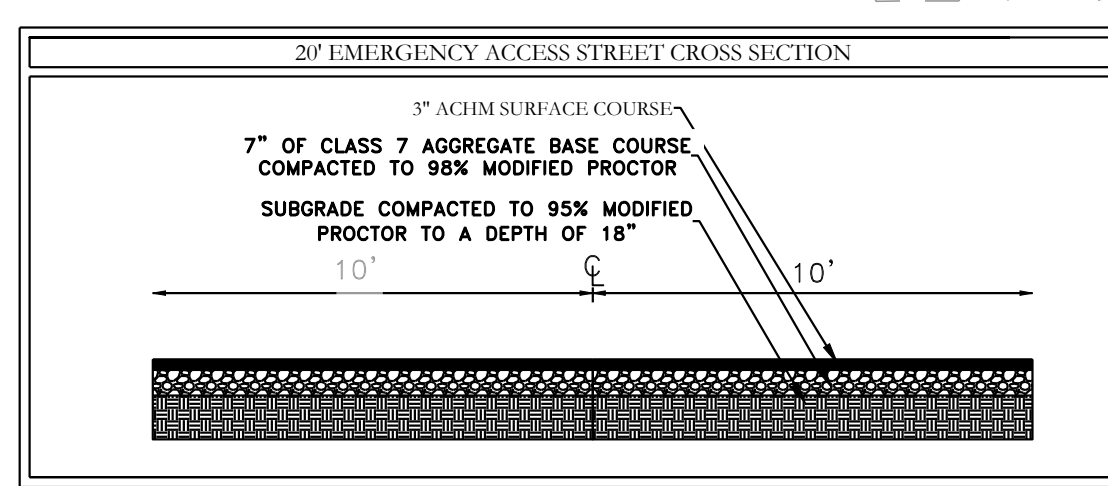 20' EMERGENCY ACCESS STREET CROSS SECTION
3" ACHM SURFACE COURSE
7" OF CLASS 7 AGGREGATE BASE COURSE
COMPACTED TO 98% MODIFIED PROCTOR
SUBGRADE COMPACTED TO 95% MODIFIED
PROCTOR TO A DEPTH OF 18"
10' ℄ 10'